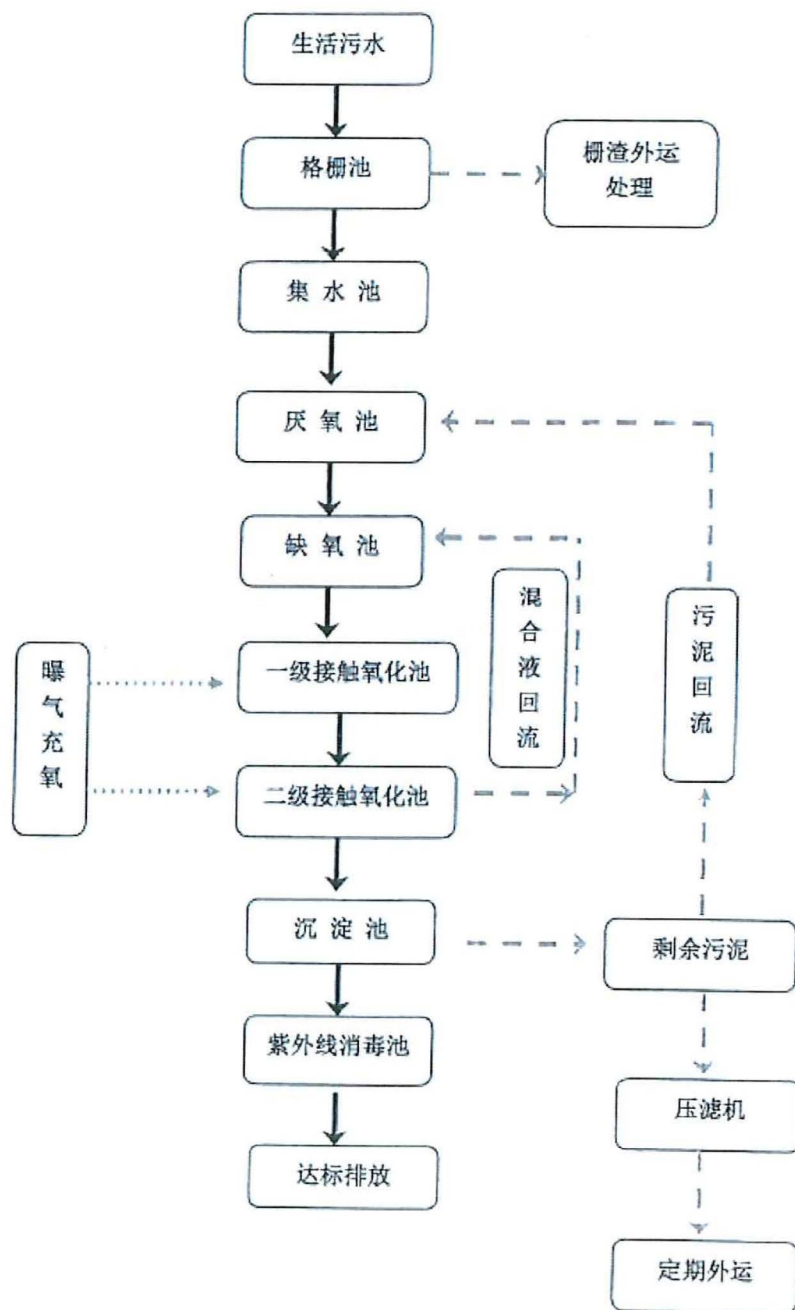 生活污水
格栅池
栅渣外运
处理
集水池
厌氧池
缺氧池
混合液回流
污泥回流
曝气充氧
一级接触氧化池
二级接触氧化池
沉淀池
剩余污泥
紫外线消毒池
压滤机
达标排放
定期外运